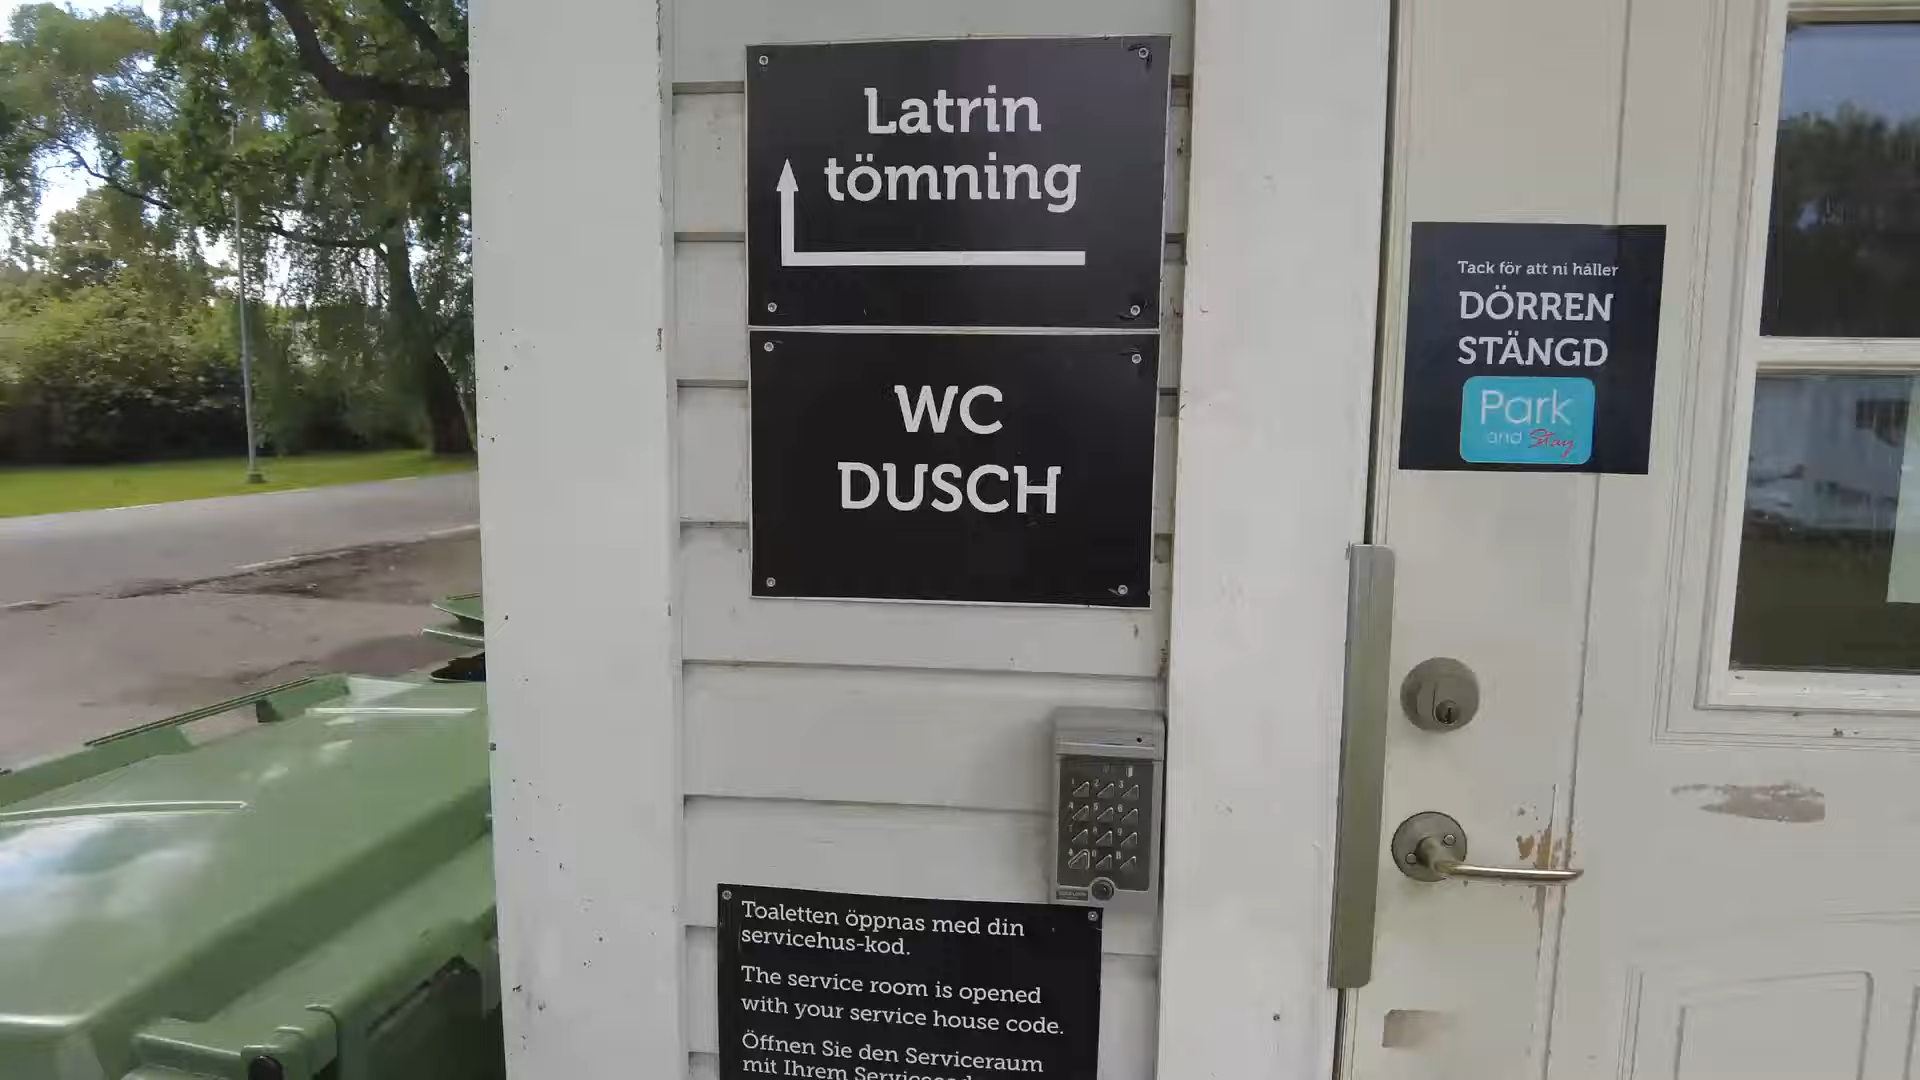 Latrin
tömning
WC
DUSCH
Tack för att ni håller
DÖRREN
STÄNGD
Park
and Stay
Toaletten öppnas med din
servicehus-kod.
The service room is opened
with your service house code.
Öffnen Sie den Serviceraum
mit Ihrem